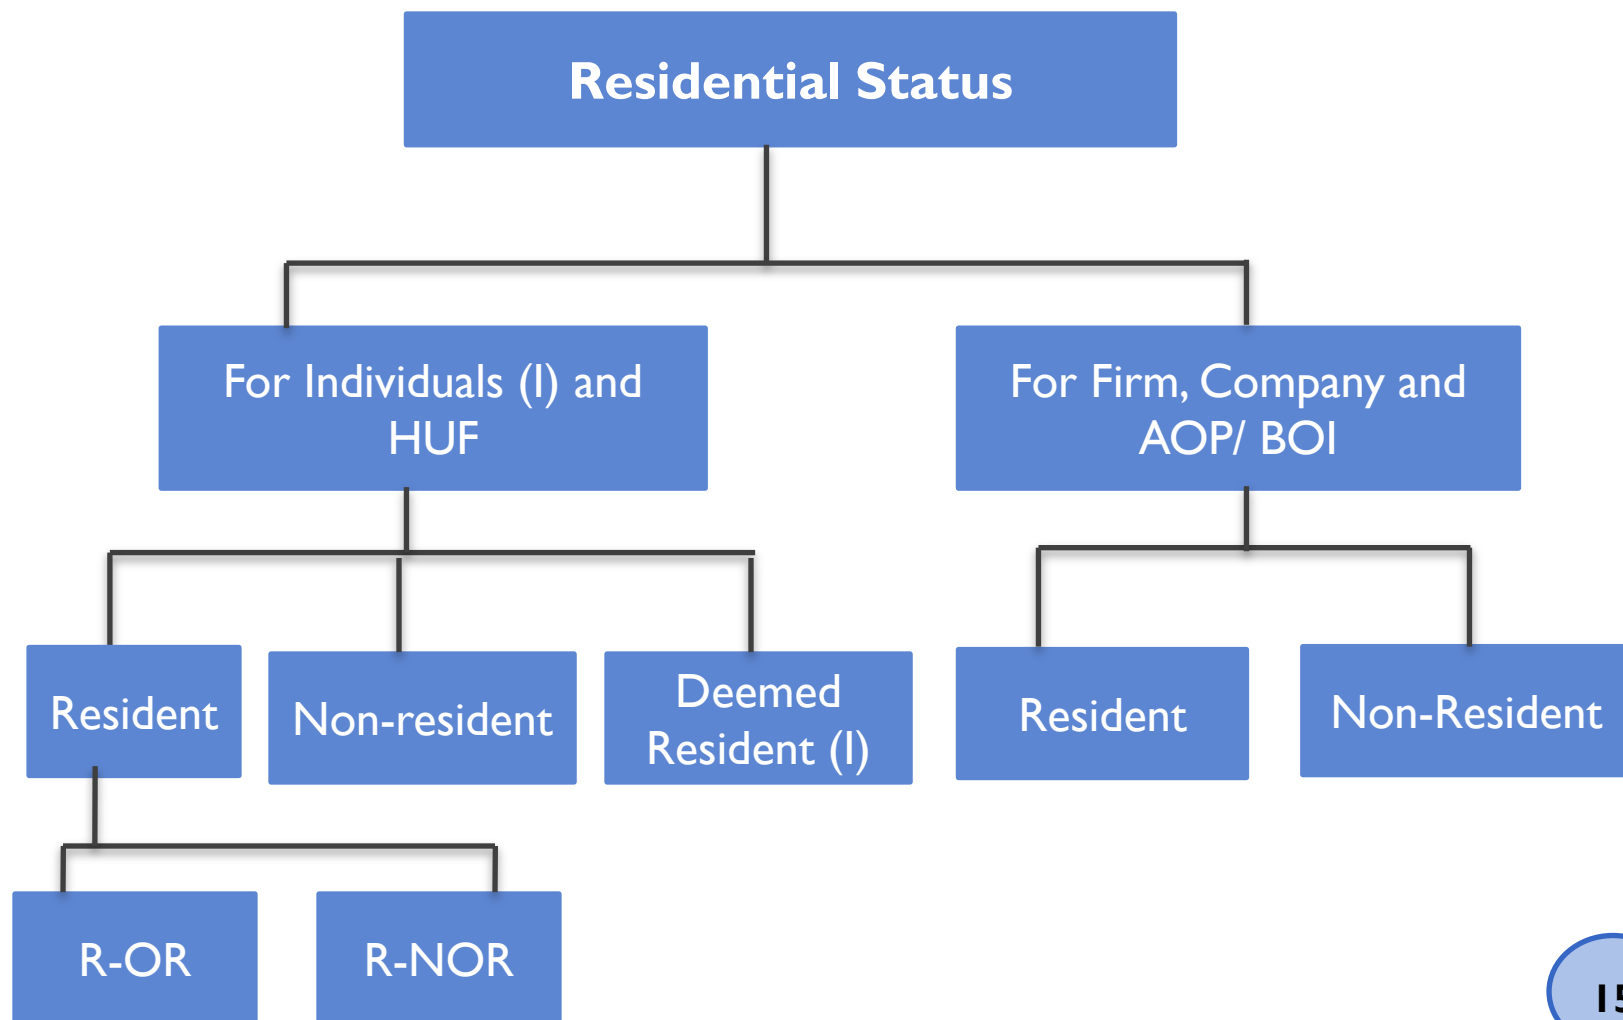 Residential Status
For Individuals (I) and
HUF
For Firm, Company and
AOP/ BOI
Resident
Non-resident
Deemed
Resident (I)
Resident
Non-Resident
R-OR
R-NOR
15